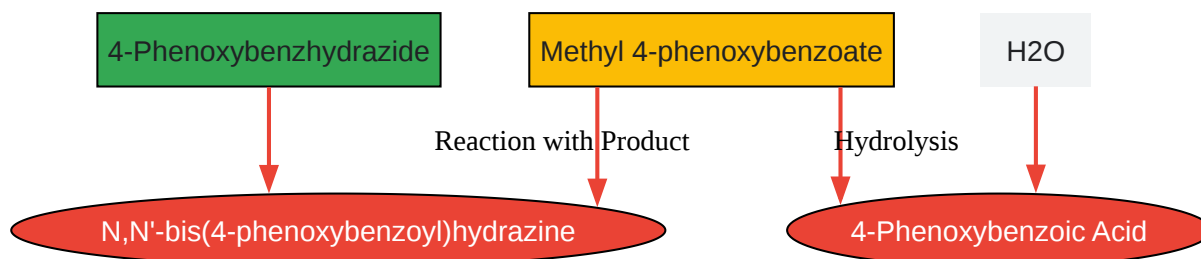 4-Phenoxybenzhydrazide
Methyl 4-phenoxybenzoate
H2O
Reaction with Product
Hydrolysis
N,N'-bis(4-phenoxybenzoyl)hydrazine
4-Phenoxybenzoic Acid